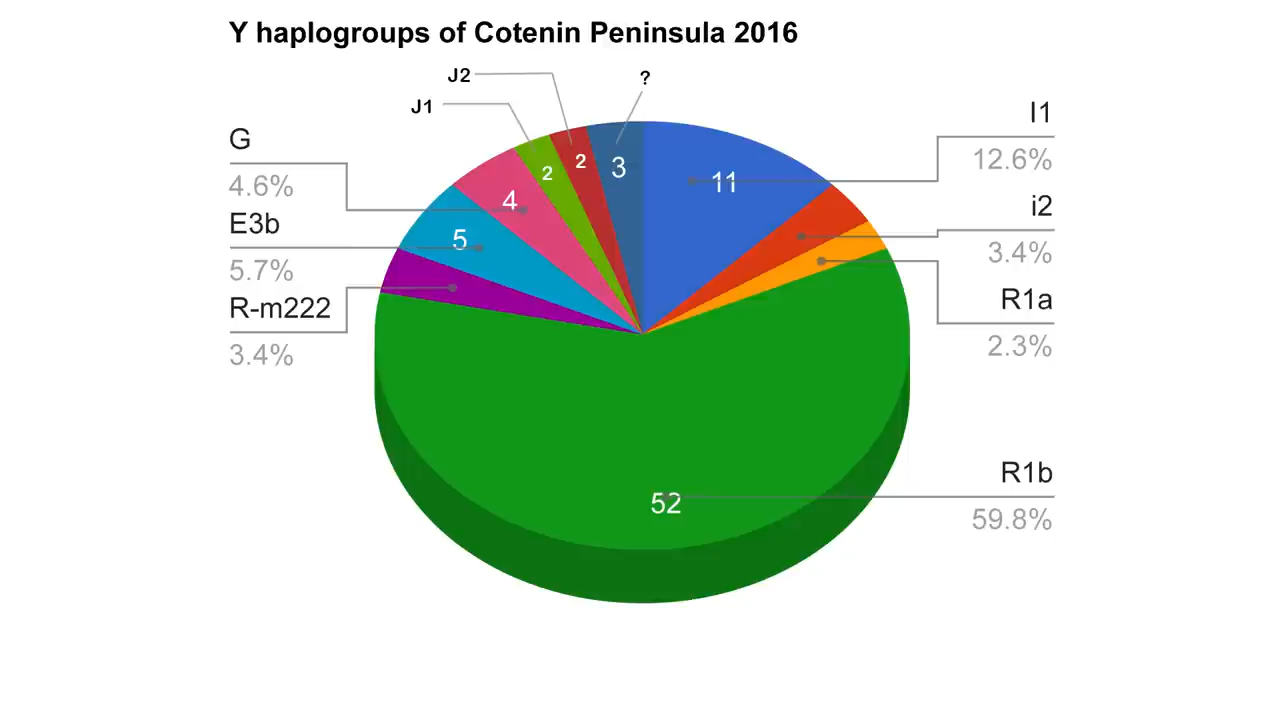 Y haplogroups of Cotenin Peninsula 2016
J2
?
J1
I1
12.6%
G
4.6%
i2
3.4%
E3b
5.7%
R1a
2.3%
R-m222
3.4%
R1b
59.8%
11
52
5
4
2
2
3